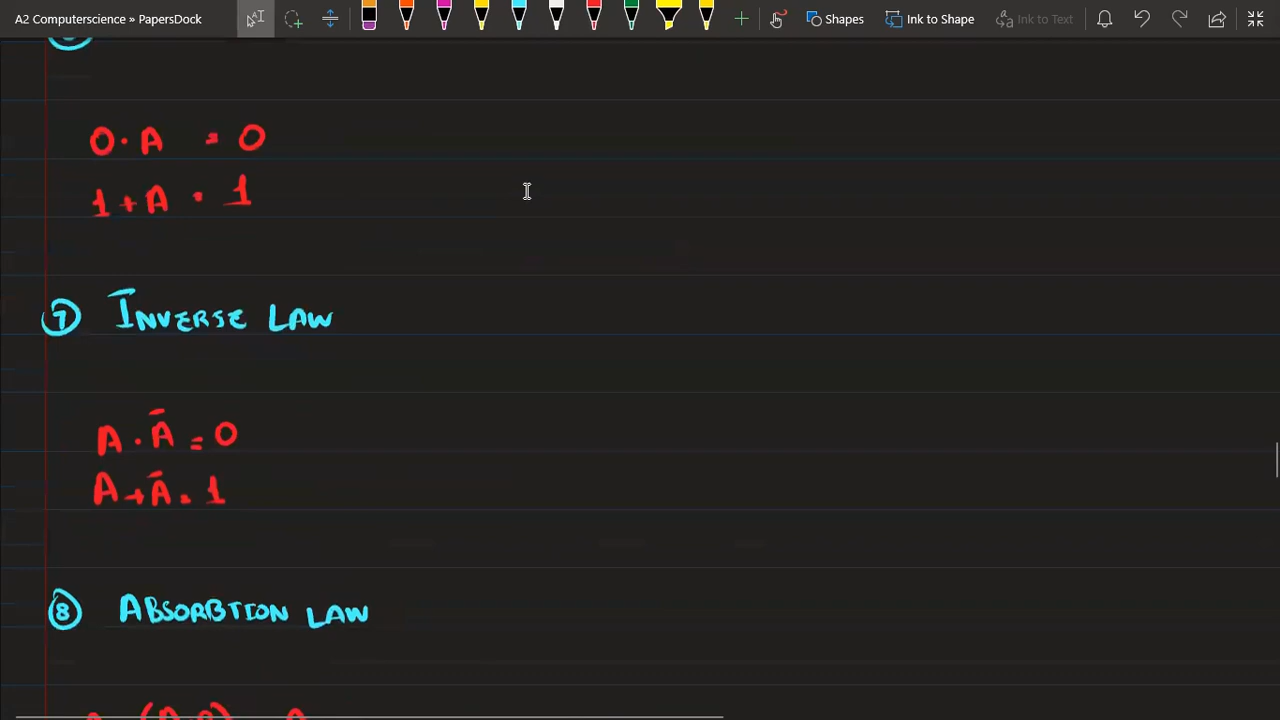 A2 Computerscience » PapersDock
Shapes
Ink to Shape
Ink to Text
0 · A = 0
1 + A = 1
7 INVERSE LAW
A · Ā = 0
A + Ā = 1
8 ABSORBTION LAW